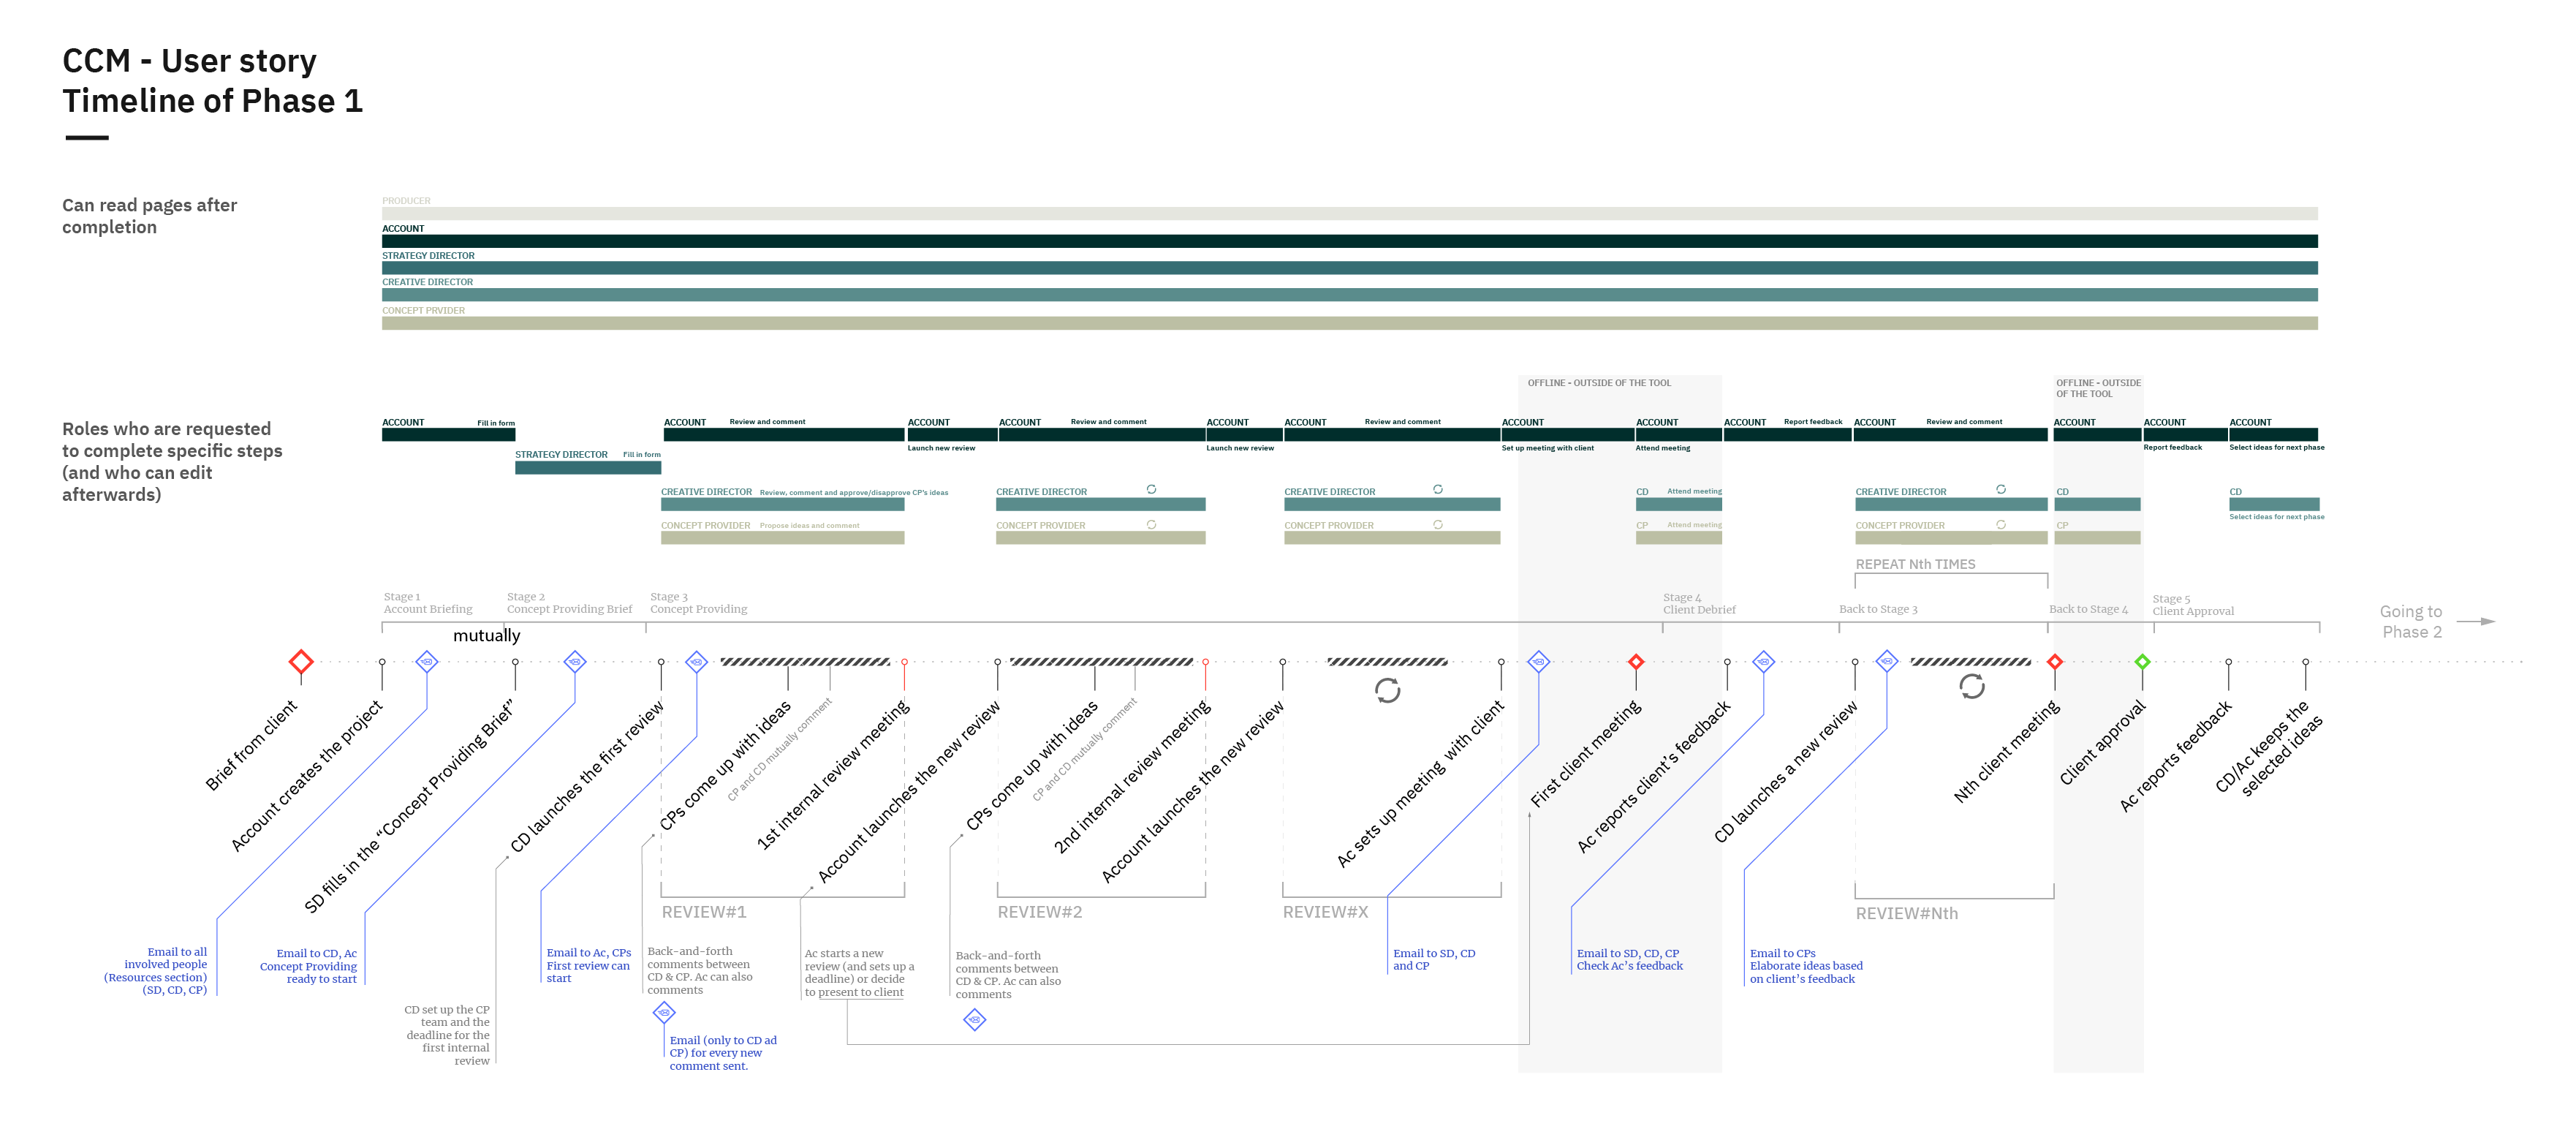 CCM - User story
Timeline of Phase 1
Can read pages after
completion
PRODUCER
ACCOUNT
STRATEGY DIRECTOR
CREATIVE DIRECTOR
CONCEPT PRVIDER
OFFLINE - OUTSIDE OF THE TOOL
OFFLINE - OUTSIDE
OF THE TOOL
Roles who are requested
to complete specific steps
(and who can edit
afterwards)
ACCOUNT Fill in form
ACCOUNT Review and comment
ACCOUNT
Launch new review
ACCOUNT Review and comment
ACCOUNT
Launch new review
ACCOUNT Review and comment
ACCOUNT
Set up meeting with client
ACCOUNT
Attend meeting
ACCOUNT Report feedback
ACCOUNT Review and comment
ACCOUNT
ACCOUNT
Report feedback
ACCOUNT
Select ideas for next phase
STRATEGY DIRECTOR Fill in form
CREATIVE DIRECTOR Review, comment and approve/disapprove CP's ideas
CREATIVE DIRECTOR
CREATIVE DIRECTOR
CD Attend meeting
CREATIVE DIRECTOR
CD
CD
Select ideas for next phase
CONCEPT PROVIDER Propose ideas and comment
CONCEPT PROVIDER
CONCEPT PROVIDER
CP Attend meeting
CONCEPT PROVIDER
CP
REPEAT Nth TIMES
Stage 1
Account Briefing
Stage 2
Concept Providing Brief
Stage 3
Concept Providing
Stage 4
Client Debrief
Back to Stage 3
Back to Stage 4
Stage 5
Client Approval
Going to
Phase 2
mutually
Brief from client
Account creates the project
SD fills in the “Concept Providing Brief”
CD launches the first review
CPs come up with ideas
CP and CD mutually comment
1st internal review meeting
Account launches the new review
CPs come up with ideas
CP and CD mutually comment
2nd internal review meeting
Account launches the new review
Ac sets up meeting with client
First client meeting
Ac reports client’s feedback
CD launches a new review
Nth client meeting
Client approval
Ac reports feedback
CD/Ac keeps the
selected ideas
REVIEW#1
REVIEW#2
REVIEW#X
REVIEW#Nth
Email to all
involved people
(Resources section)
(SD, CD, CP)
Email to CD, Ac
Concept Providing
ready to start
CD set up the CP
team and the
deadline for the
first internal
review
Email to Ac, CPs
First review can
start
Back-and-forth
comments between
CD & CP. Ac can also
comments
Email (only to CD ad
CP) for every new
comment sent.
Ac starts a new
review (and sets up a
deadline) or decide
to present to client
Back-and-forth
comments between
CD & CP. Ac can also
comments
Email to SD, CD
and CP
Email to SD, CD, CP
Check Ac’s feedback
Email to CPs
Elaborate ideas based
on client’s feedback